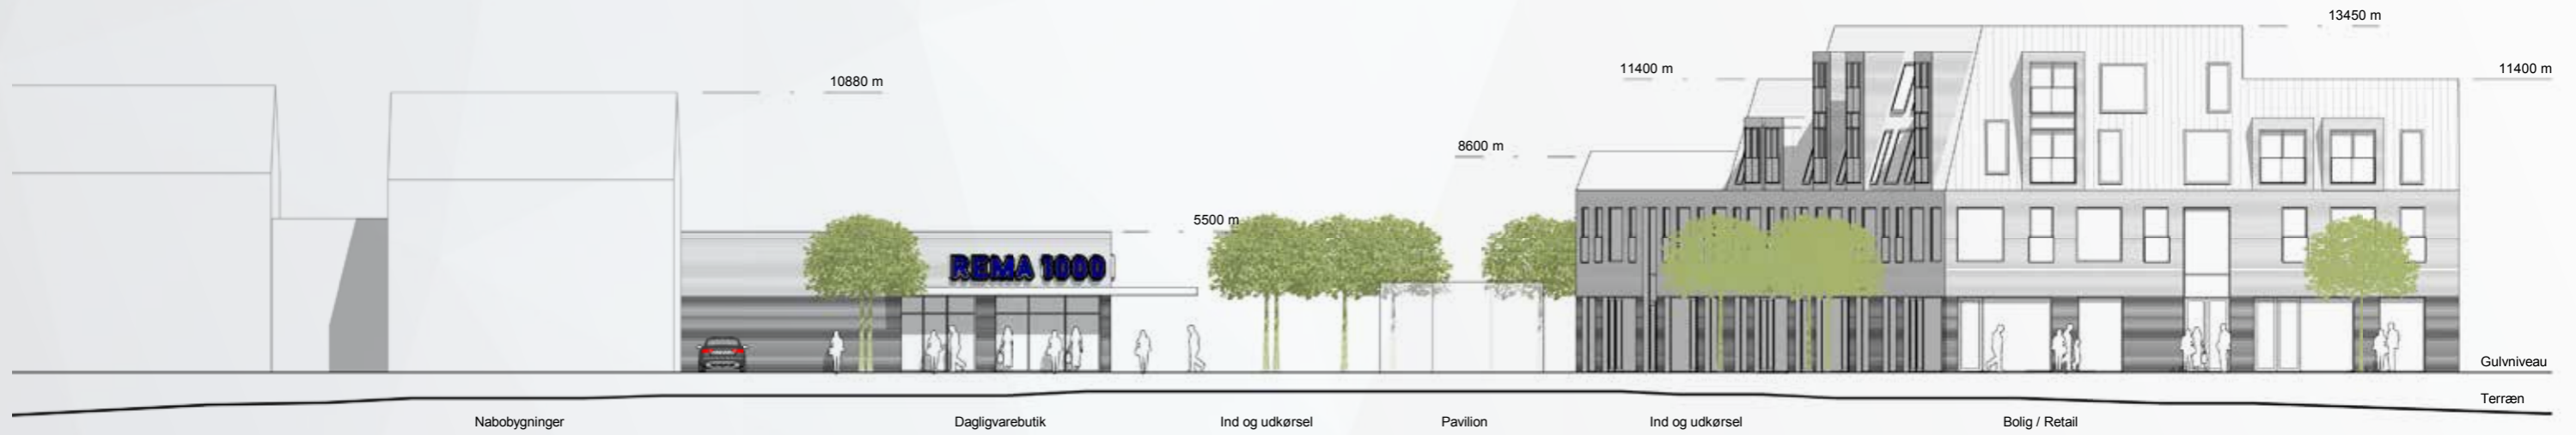 13450 m
11400 m
11400 m
10880 m
8600 m
5500 m
REMA 1000
Gulvniveau
Terræn
Nabobygninger
Dagligvarebutik
Ind og udkørsel
Pavilion
Ind og udkørsel
Bolig / Retail